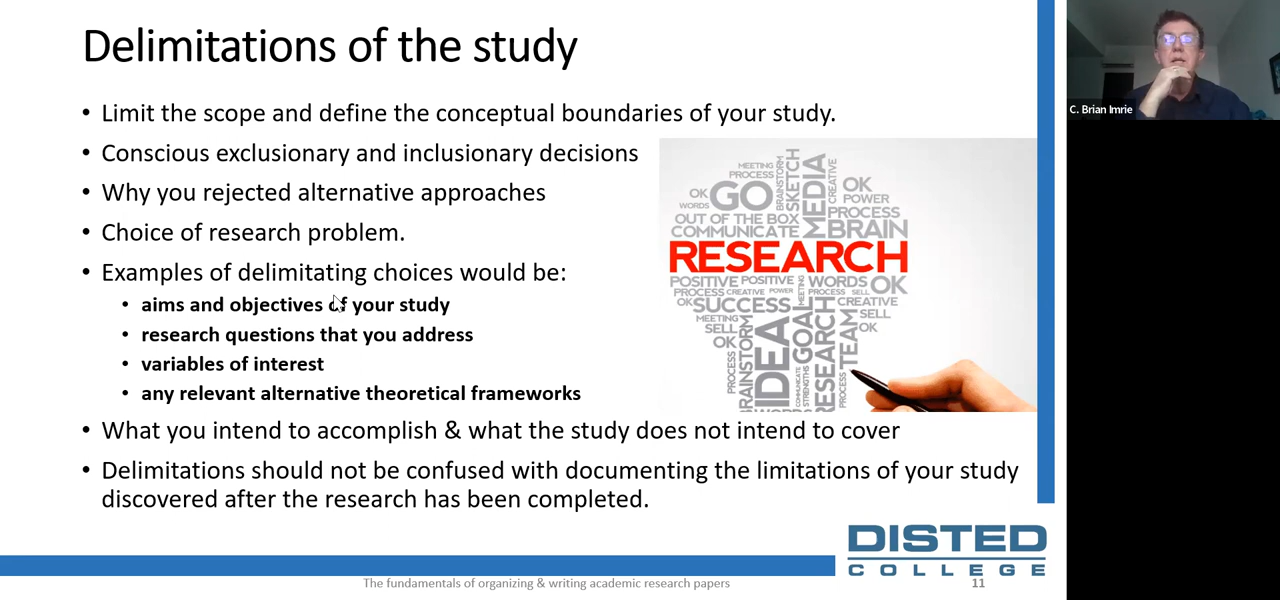 Delimitations of the study
• Limit the scope and define the conceptual boundaries of your study.
• Conscious exclusionary and inclusionary decisions
• Why you rejected alternative approaches
• Choice of research problem.
• Examples of delimitating choices would be:
• aims and objectives of your study
• research questions that you address
• variables of interest
• any relevant alternative theoretical frameworks
• What you intend to accomplish & what the study does not intend to cover
• Delimitations should not be confused with documenting the limitations of your study
discovered after the research has been completed.
MEETING
PROCESS
BRAINSTORM
SKETCH
MEDIA
CREATIVE
OK
GO
WORDS
OK
POWER
OUT OF THE BOX
PROCESS
COMMUNICATE
BRAIN
RESEARCH
POSITIVE POSITIVE
MEETING
WORDS OK
PROCESS CREATIVE POWER
PROCESS SELL
OK SUCCESS
CREATIVE
MEETING
SELL
SELL
OK
OK
PROCESS
BRAINSTORM
IDEA
COMMUNICATE
STRENGTHS
GOAL
PROCESS
RESEARCH
TEAM
PROCESS
WORDS
DISTED
COLLEGE
The fundamentals of organizing & writing academic research papers
11
C. Brian Imrie